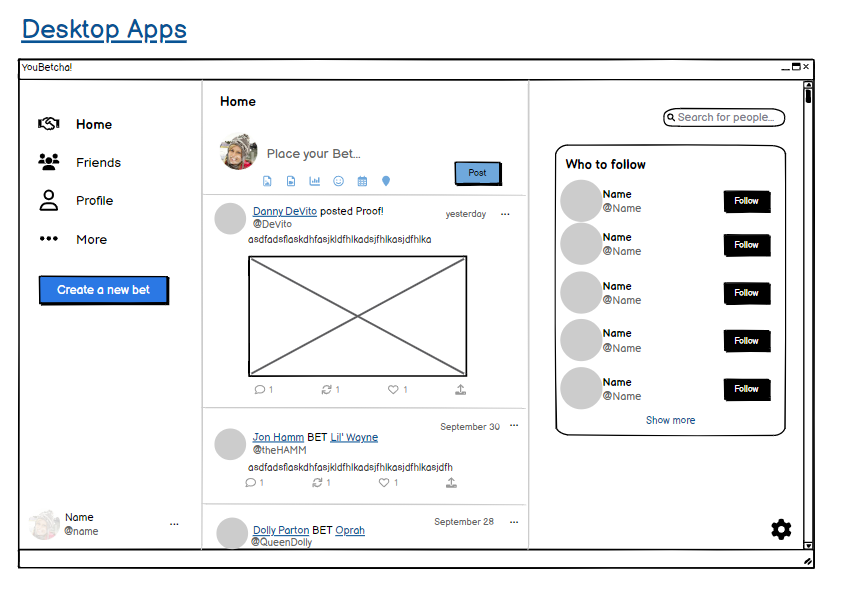 Desktop Apps
YouBetcha!
Home
Friends
Profile
More
Create a new bet
Name
@name
Home
Place your Bet...
Post
Danny DeVito posted Proof!
yesterday
@DeVito
asdfadsflaskdhfasjkldfhlkadsjfhlkasjdfhlka
1
1
1
September 30
Jon Hamm BET Lil' Wayne
@theHAMM
asdfadsflaskdhfasjkldfhlkadsjfhlkasjdfhlkasjdfh
1
1
1
September 28
Dolly Parton BET Oprah
@QueenDolly
Search for people...
Who to follow
Name
@Name
Follow
Name
@Name
Follow
Name
@Name
Follow
Name
@Name
Follow
Name
@Name
Follow
Show more